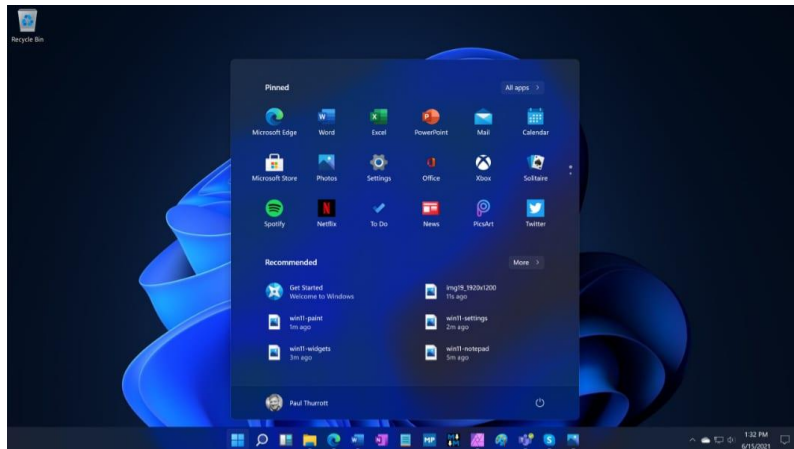 Recycle Bin
Pinned
All apps >
Microsoft Edge
Word
Excel
PowerPoint
Mail
Calendar
Microsoft Store
Photos
Settings
Office
Xbox
Solitaire
Spotify
Netflix
To Do
News
PicsArt
Twitter
Recommended
More >
Get Started
Welcome to Windows
img19_1920x1200
11s ago
win11-paint
1m ago
win11-settings
2m ago
win11-widgets
3m ago
win11-notepad
5m ago
Paul Thurrott
MP
1:32 PM
6/15/2021